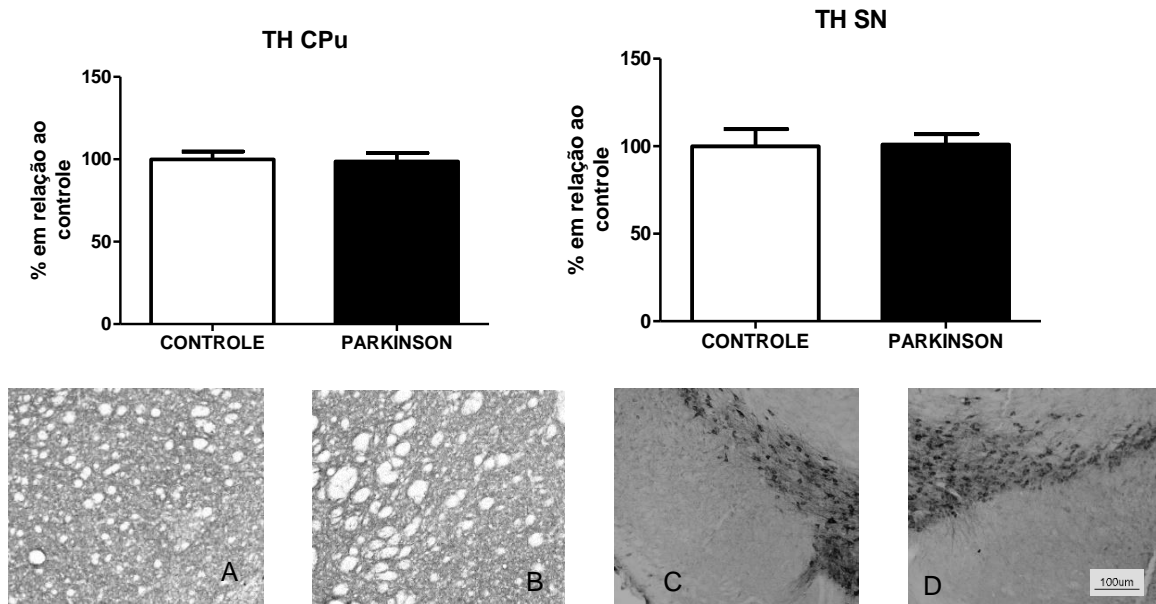 TH CPu
% em relação ao
controle
150
100
50
0
CONTROLE PARKINSON
TH SN
% em relação ao
controle
150
100
50
0
CONTROLE PARKINSON
A
B
C
D
100um